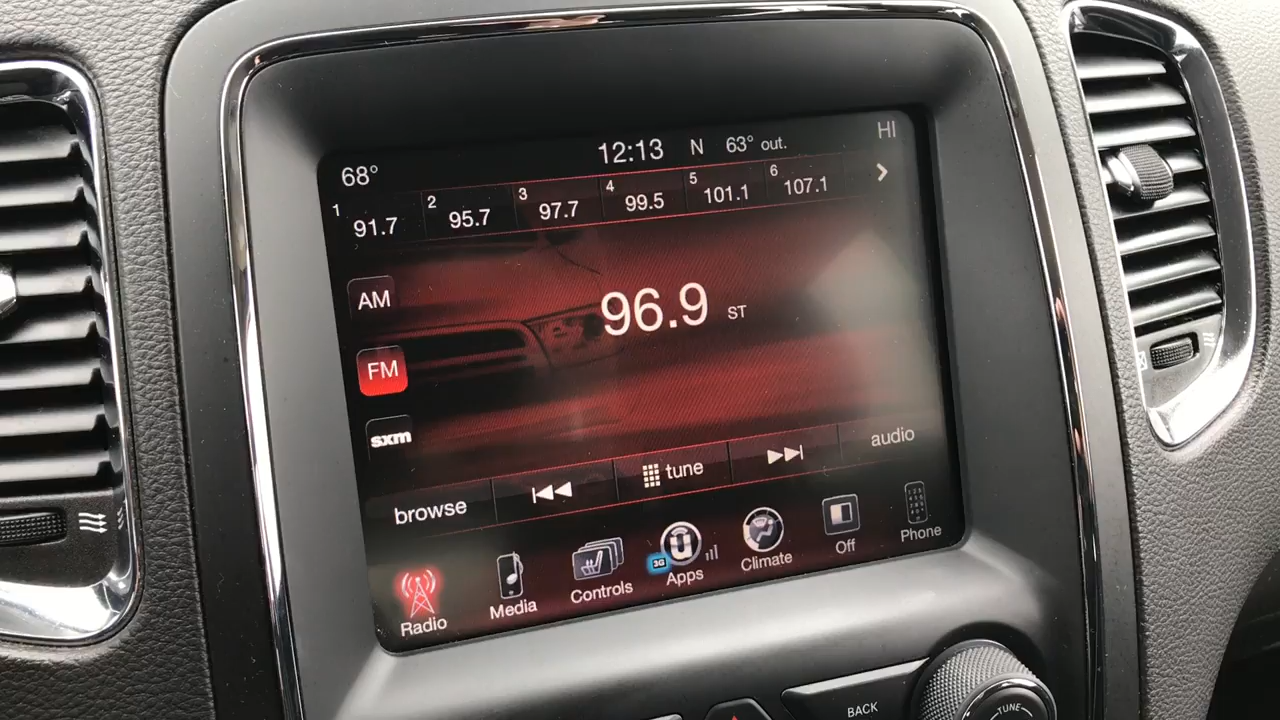 68° 12:13 N 63° out. HI
1 91.7 2 95.7 3 97.7 4 99.5 5 101.1 6 107.1
AM
96.9 ST
FM
sxm
browse tune audio
3G
Radio Media Controls Apps Climate Off Phone
BACK
TUNE